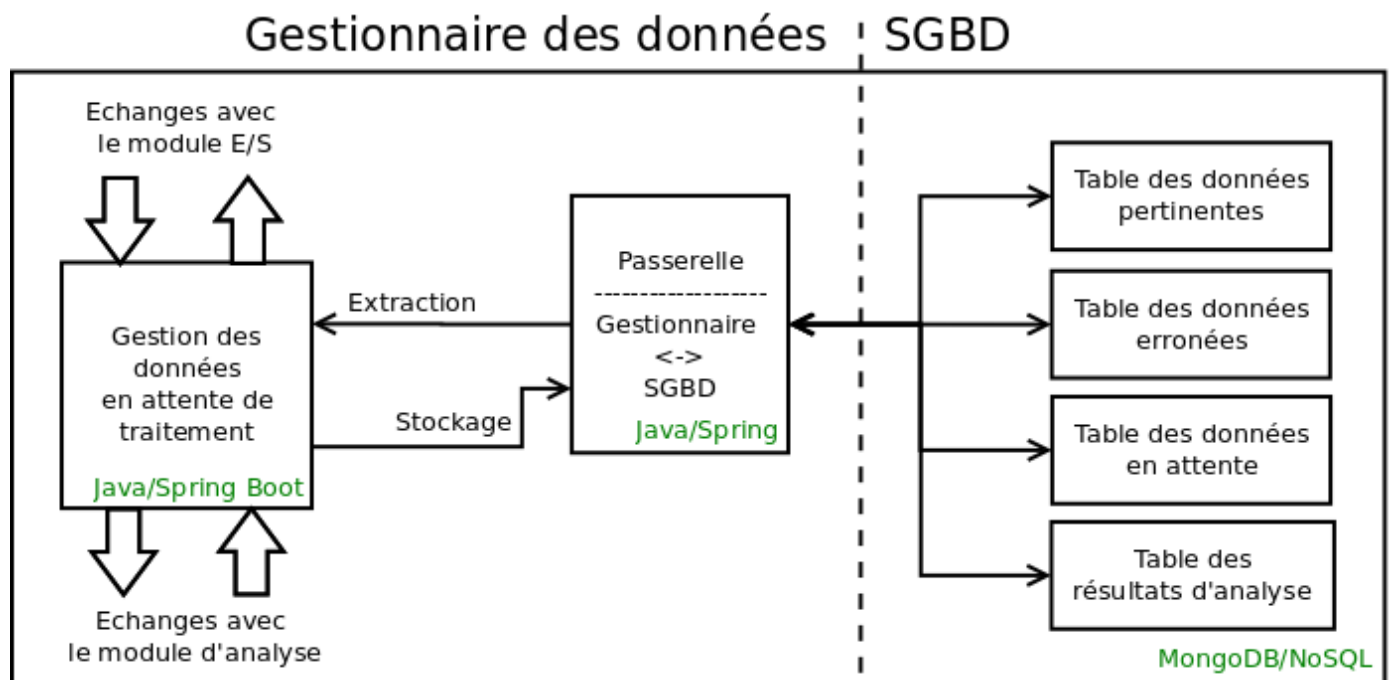 Gestionnaire des données
SGBD
Echanges avec
le module E/S
Gestion des
données
en attente de
traitement
Java/Spring Boot
Echanges avec
le module d'analyse
Extraction
Stockage
Passerelle
--------------------
Gestionnaire
<->
SGBD
Java/Spring
Table des données
pertinentes
Table des données
erronées
Table des données
en attente
Table des
résultats d'analyse
MongoDB/NoSQL